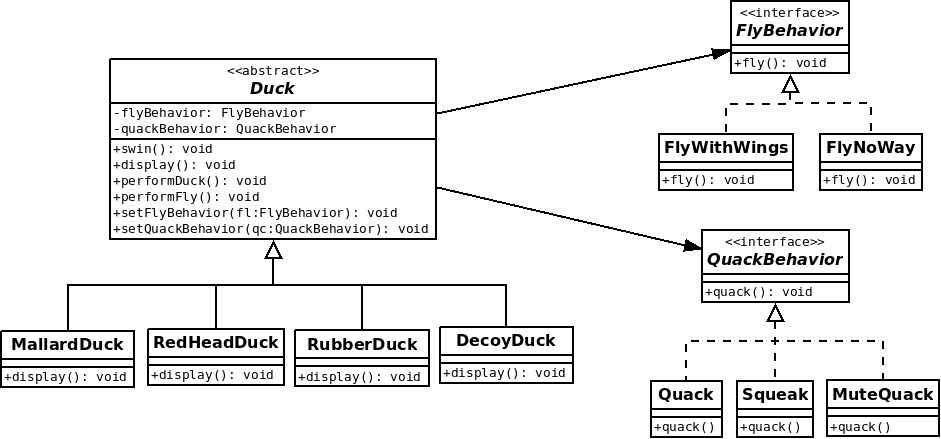 <<abstract>>
Duck
-flyBehavior: FlyBehavior
-quackBehavior: QuackBehavior
+swin(): void
+display(): void
+performDuck(): void
+performFly(): void
+setFlyBehavior(fl:FlyBehavior): void
+setQuackBehavior(qc:QuackBehavior): void
MallardDuck
+display(): void
RedHeadDuck
+display(): void
RubberDuck
+display(): void
DecoyDuck
+display(): void
<<interface>>
FlyBehavior
+fly(): void
FlyWithWings
+fly(): void
FlyNoWay
+fly(): void
<<interface>>
QuackBehavior
+quack(): void
Quack
+quack()
Squeak
+quack()
MuteQuack
+quack()